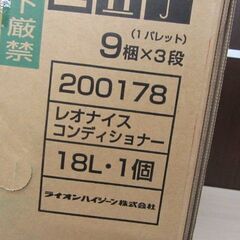 下厳禁
(1パレット)
9梱×3段
200178
レオナイス
コンディショナー
18L・1個
ライオンハイジーン株式会社